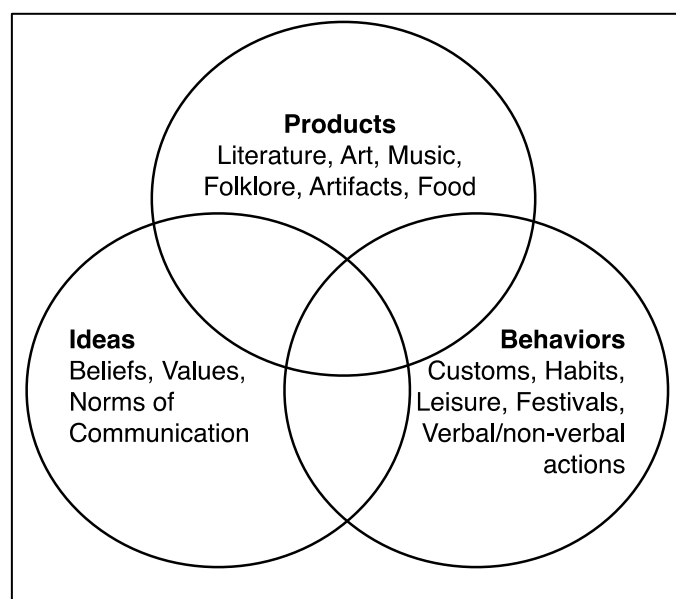 Products
Literature, Art, Music,
Folklore, Artifacts, Food
Ideas
Beliefs, Values,
Norms of
Communication
Behaviors
Customs, Habits,
Leisure, Festivals,
Verbal/non-verbal
actions